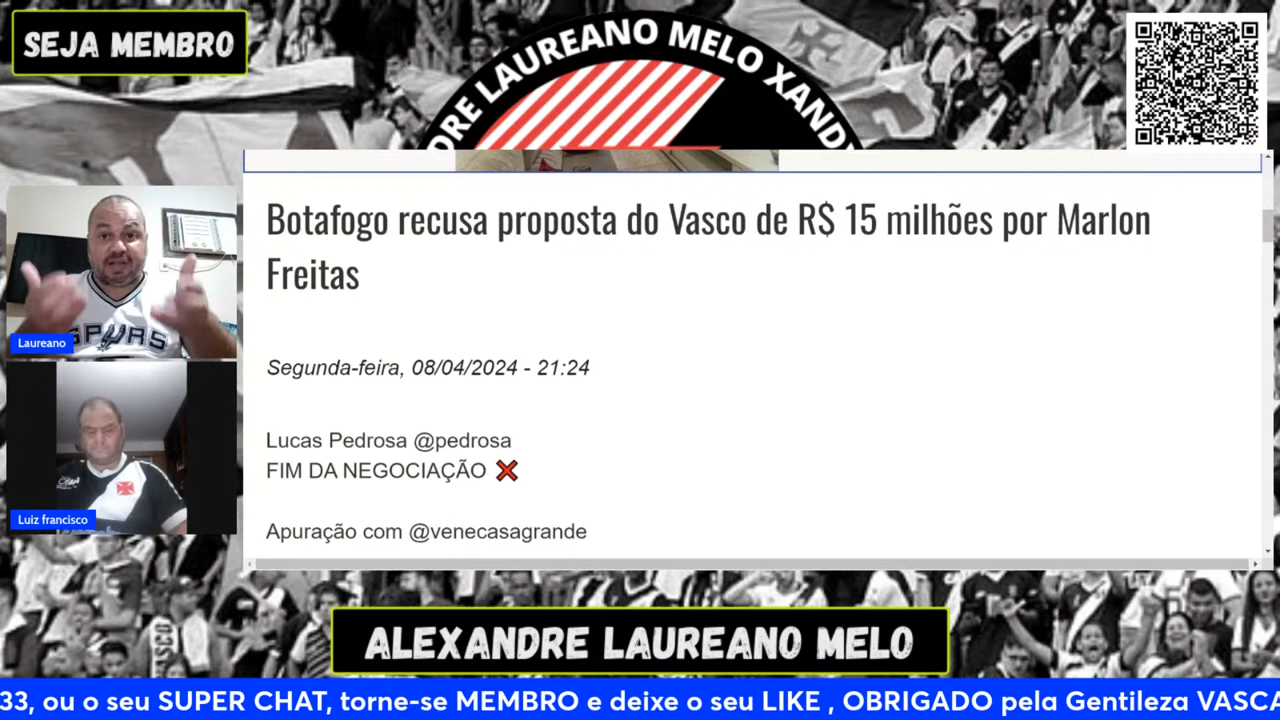 SEJA MEMBRO
DRE LAUREANO MELO XAND
Botafogo recusa proposta do Vasco de R$ 15 milhões por Marlon
Freitas
Segunda-feira, 08/04/2024 - 21:24
Lucas Pedrosa @pedrosa
FIM DA NEGOCIAÇÃO ❌
Apuração com @venecasagrande
SPURS
Laureano
Luiz francisco
VASCO
ALEXANDRE LAUREANO MELO
33, ou o seu SUPER CHAT, torne-se MEMBRO e deixe o seu LIKE , OBRIGADO pela Gentileza VASCA